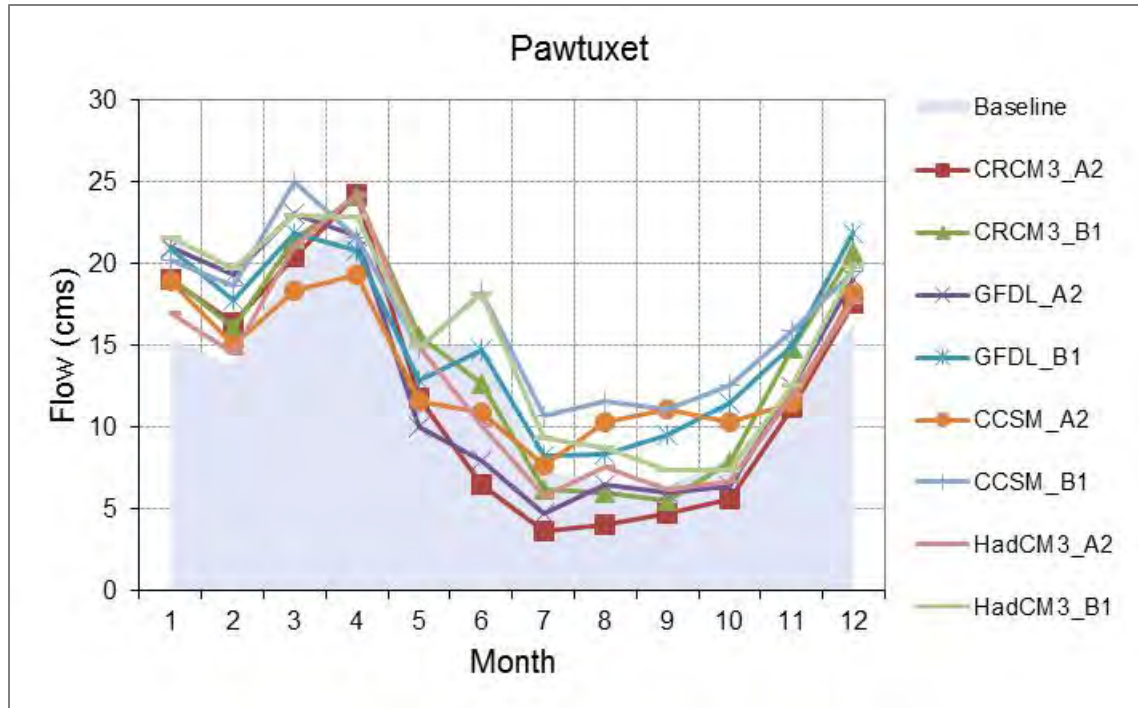 Pawtuxet
30
25
20
15
10
5
0
Flow (cms)
1 2 3 4 5 6 7 8 9 10 11 12
Month
Baseline
CRCM3_A2
CRCM3_B1
GFDL_A2
GFDL_B1
CCSM_A2
CCSM_B1
HadCM3_A2
HadCM3_B1